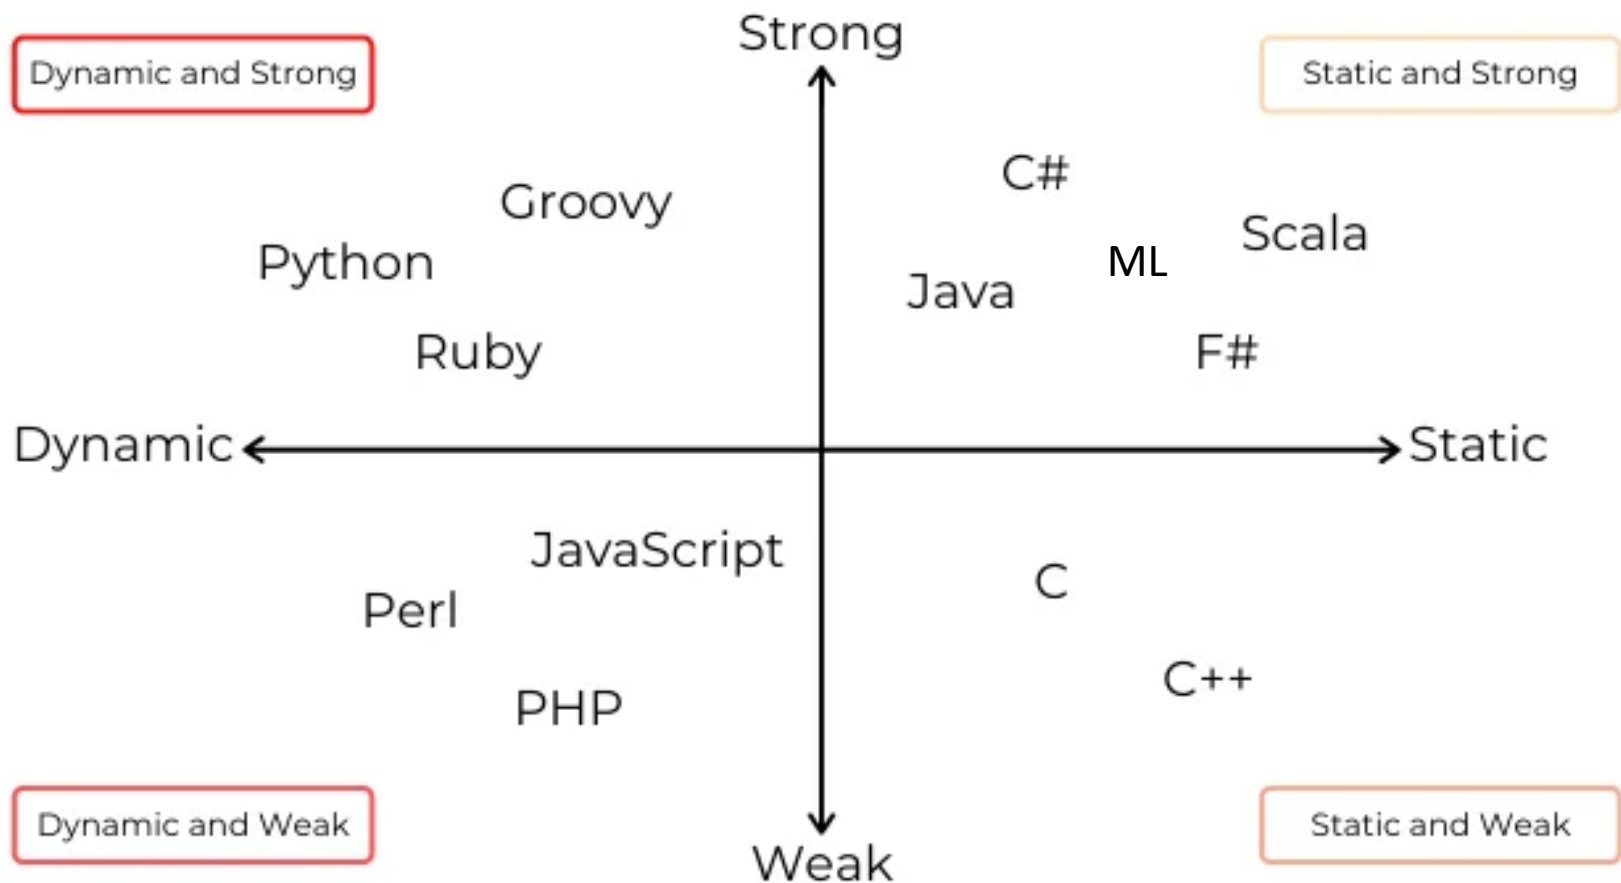 Strong
Dynamic and Strong
Static and Strong
C#
Groovy
Scala
Python
ML
Java
Ruby
F#
Dynamic
Static
JavaScript
C
Perl
C++
PHP
Dynamic and Weak
Static and Weak
Weak